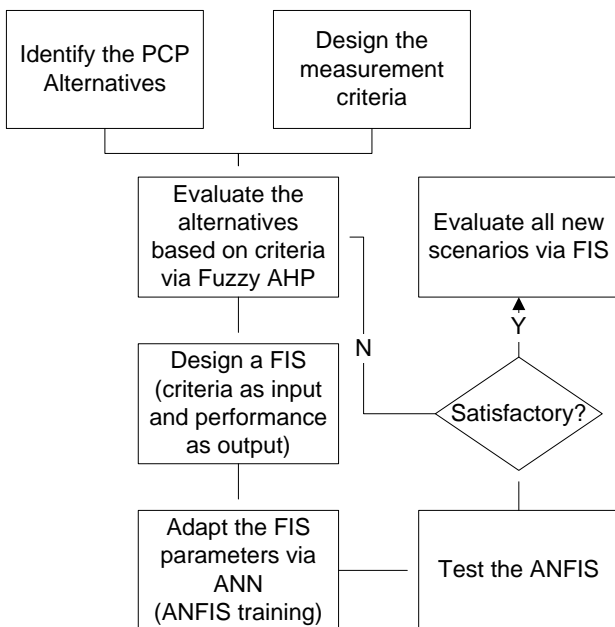 Identify the PCP
Alternatives
Design the
measurement
criteria
Evaluate the
alternatives
based on criteria
via Fuzzy AHP
Evaluate all new
scenarios via FIS
N
Y
Design a FIS
(criteria as input
and performance
as output)
Satisfactory?
Adapt the FIS
parameters via
ANN
(ANFIS training)
Test the ANFIS